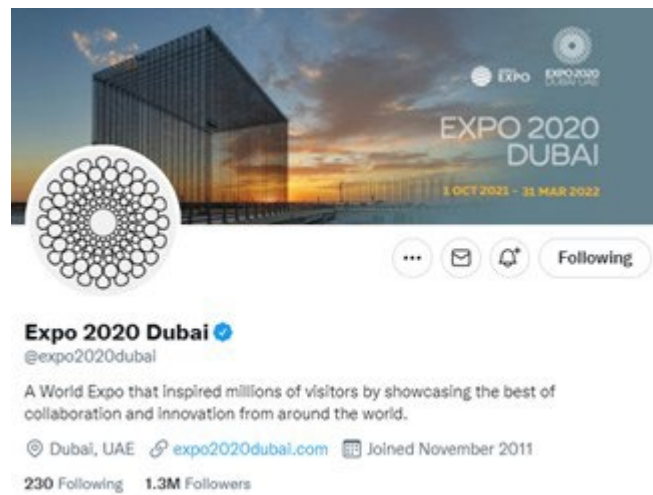 EXPO
EXPO 2020
DUBAI UAE
EXPO 2020
DUBAI
1 OCT 2021 - 31 MAR 2022
Following
Expo 2020 Dubai
@expo2020dubai
A World Expo that inspired millions of visitors by showcasing the best of
collaboration and innovation from around the world.
Dubai, UAE expo2020dubai.com Joined November 2011
230 Following 1.3M Followers